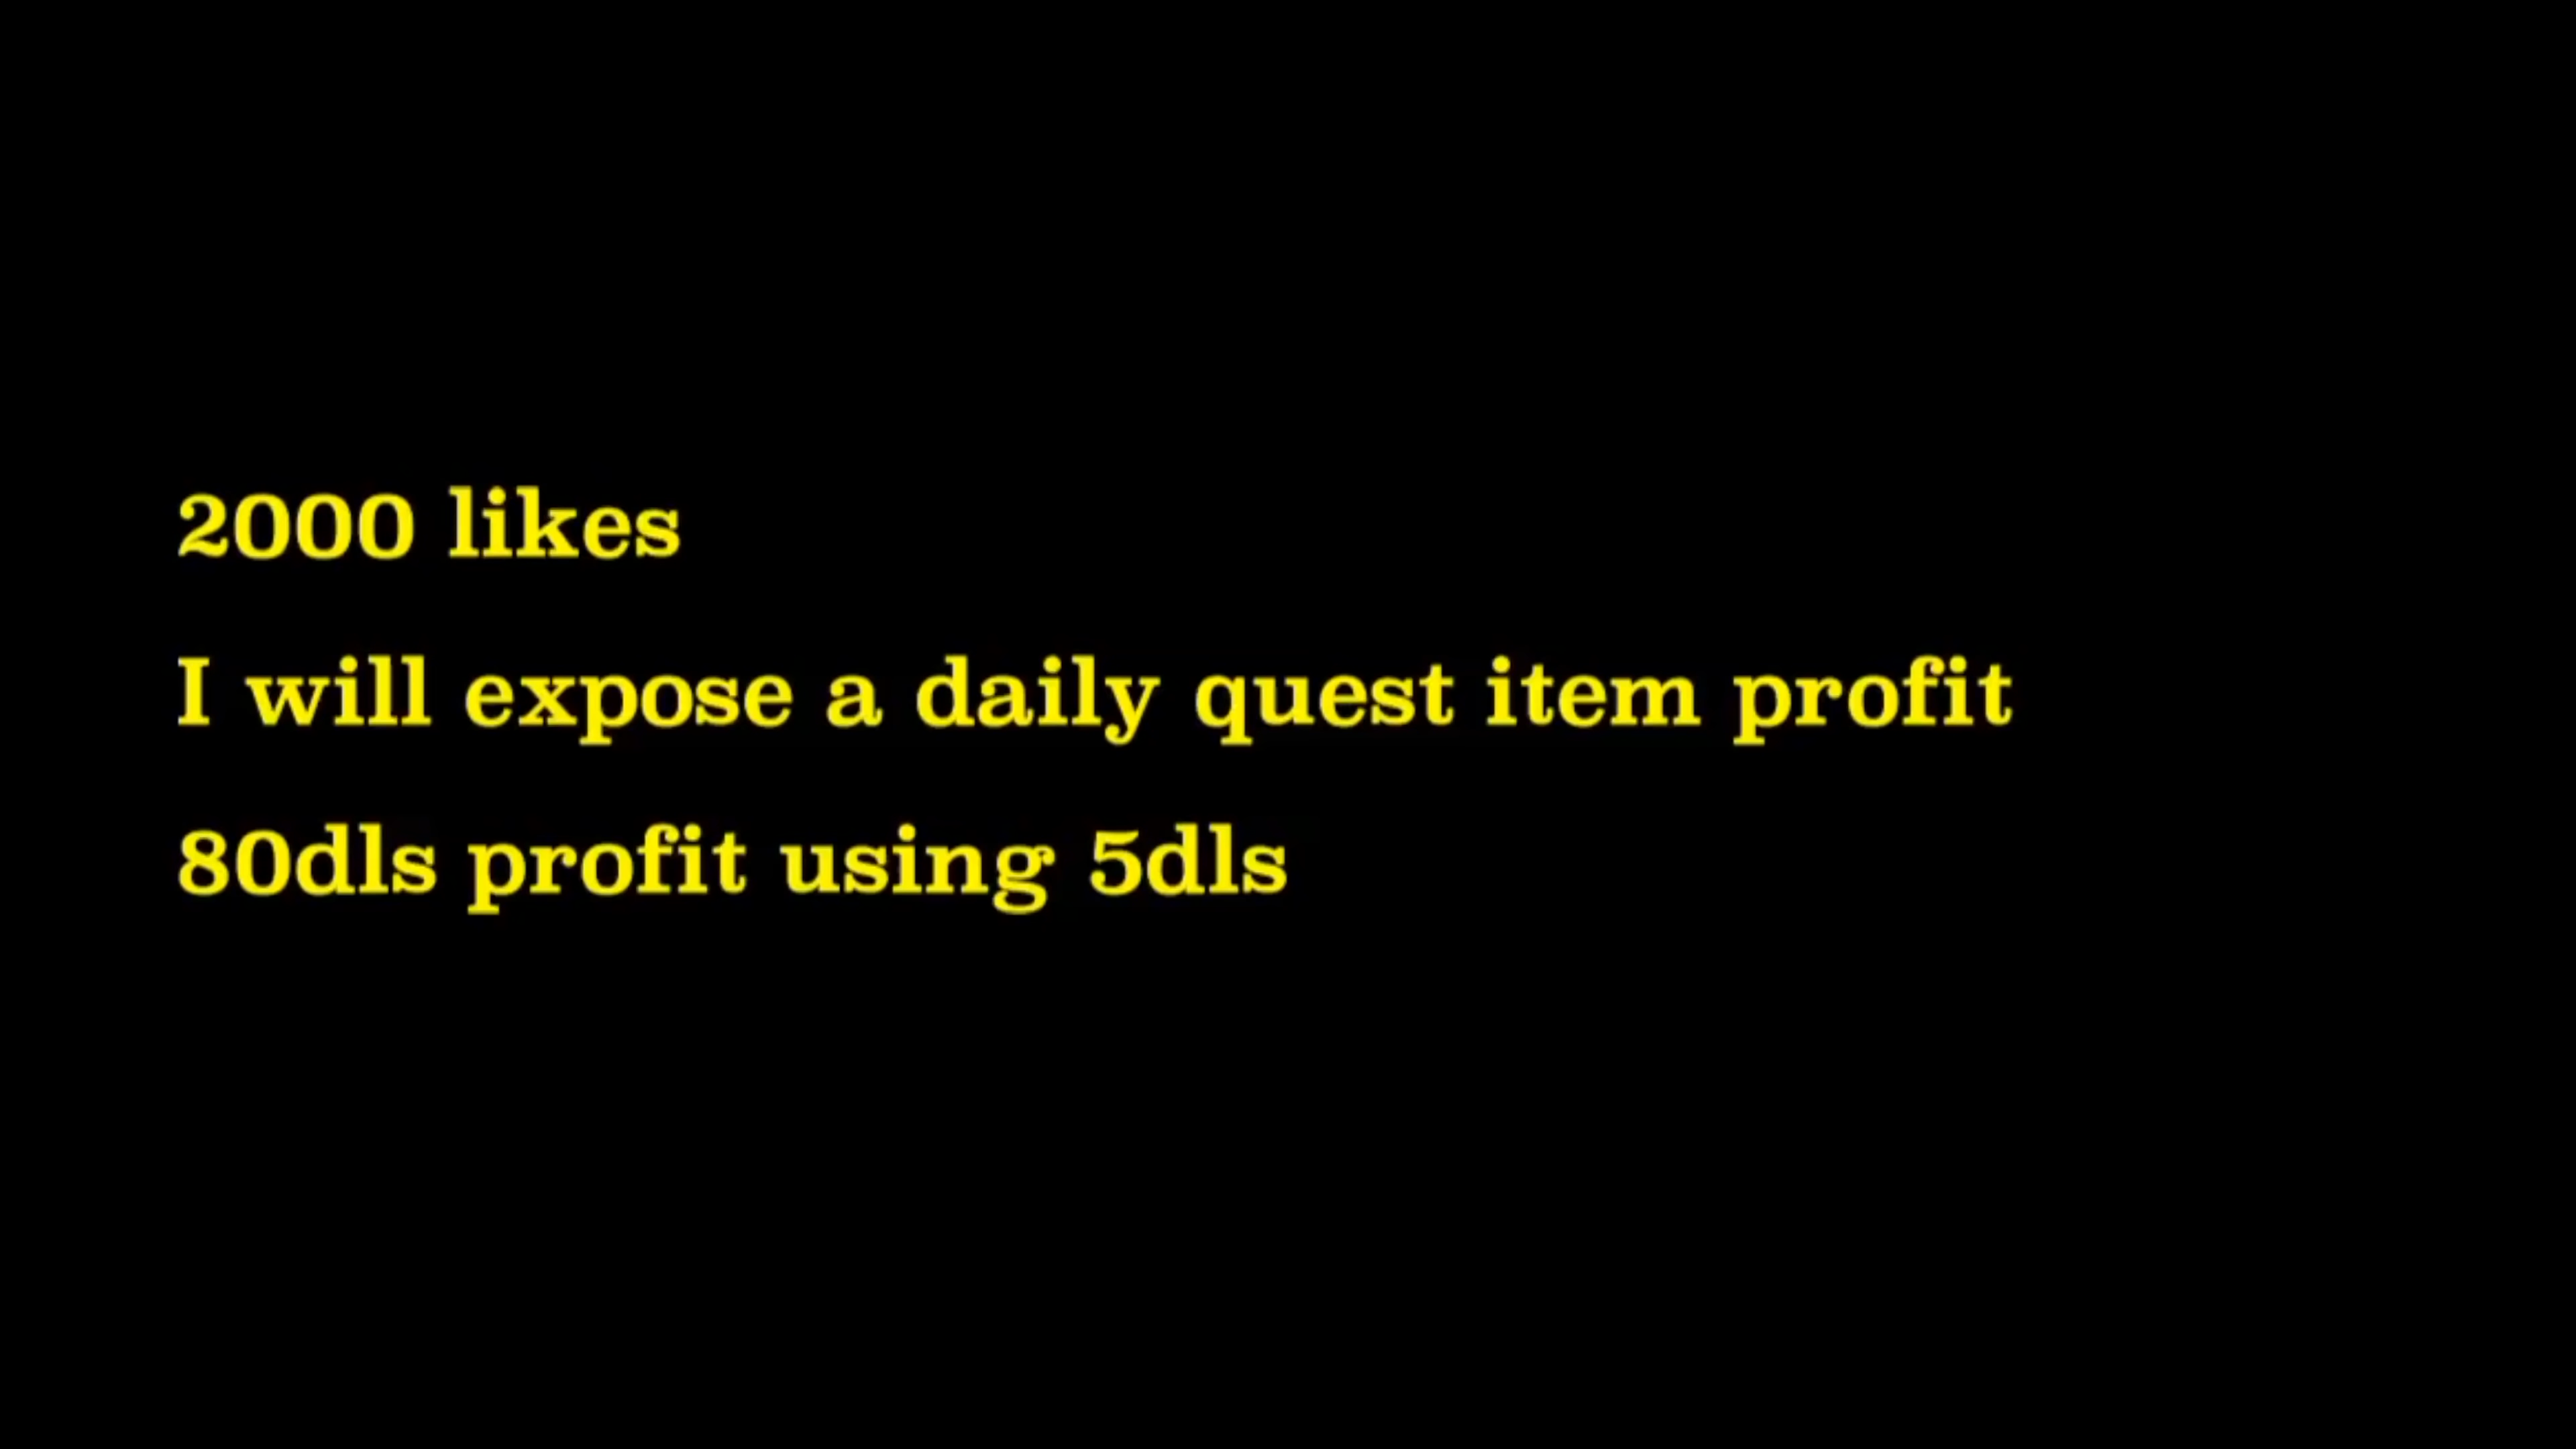 2000 likes
I will expose a daily quest item profit
80dls profit using 5dls